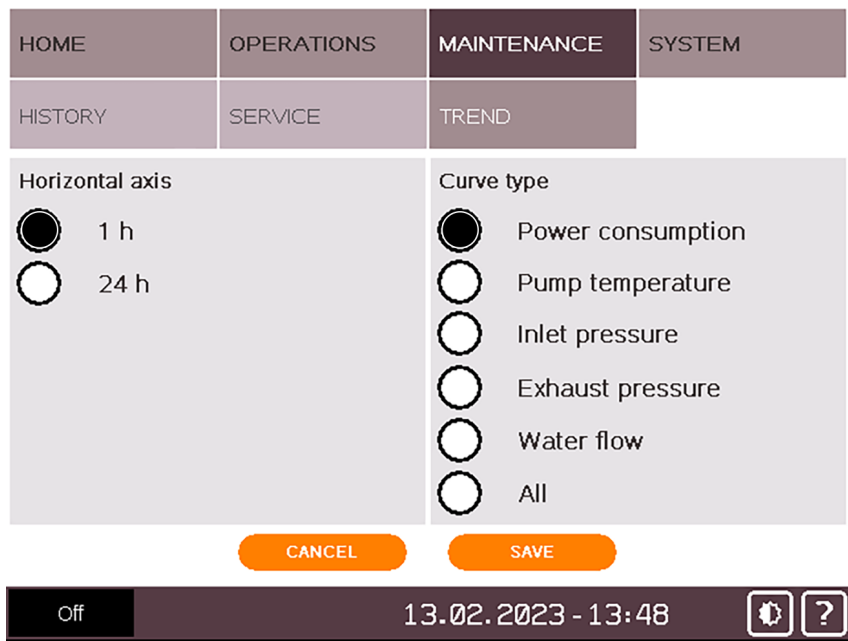 HOME OPERATIONS MAINTENANCE SYSTEM
HISTORY SERVICE TREND
Horizontal axis
1 h
24 h
Curve type
Power consumption
Pump temperature
Inlet pressure
Exhaust pressure
Water flow
All
CANCEL SAVE
Off 13.02.2023-13:48 ?